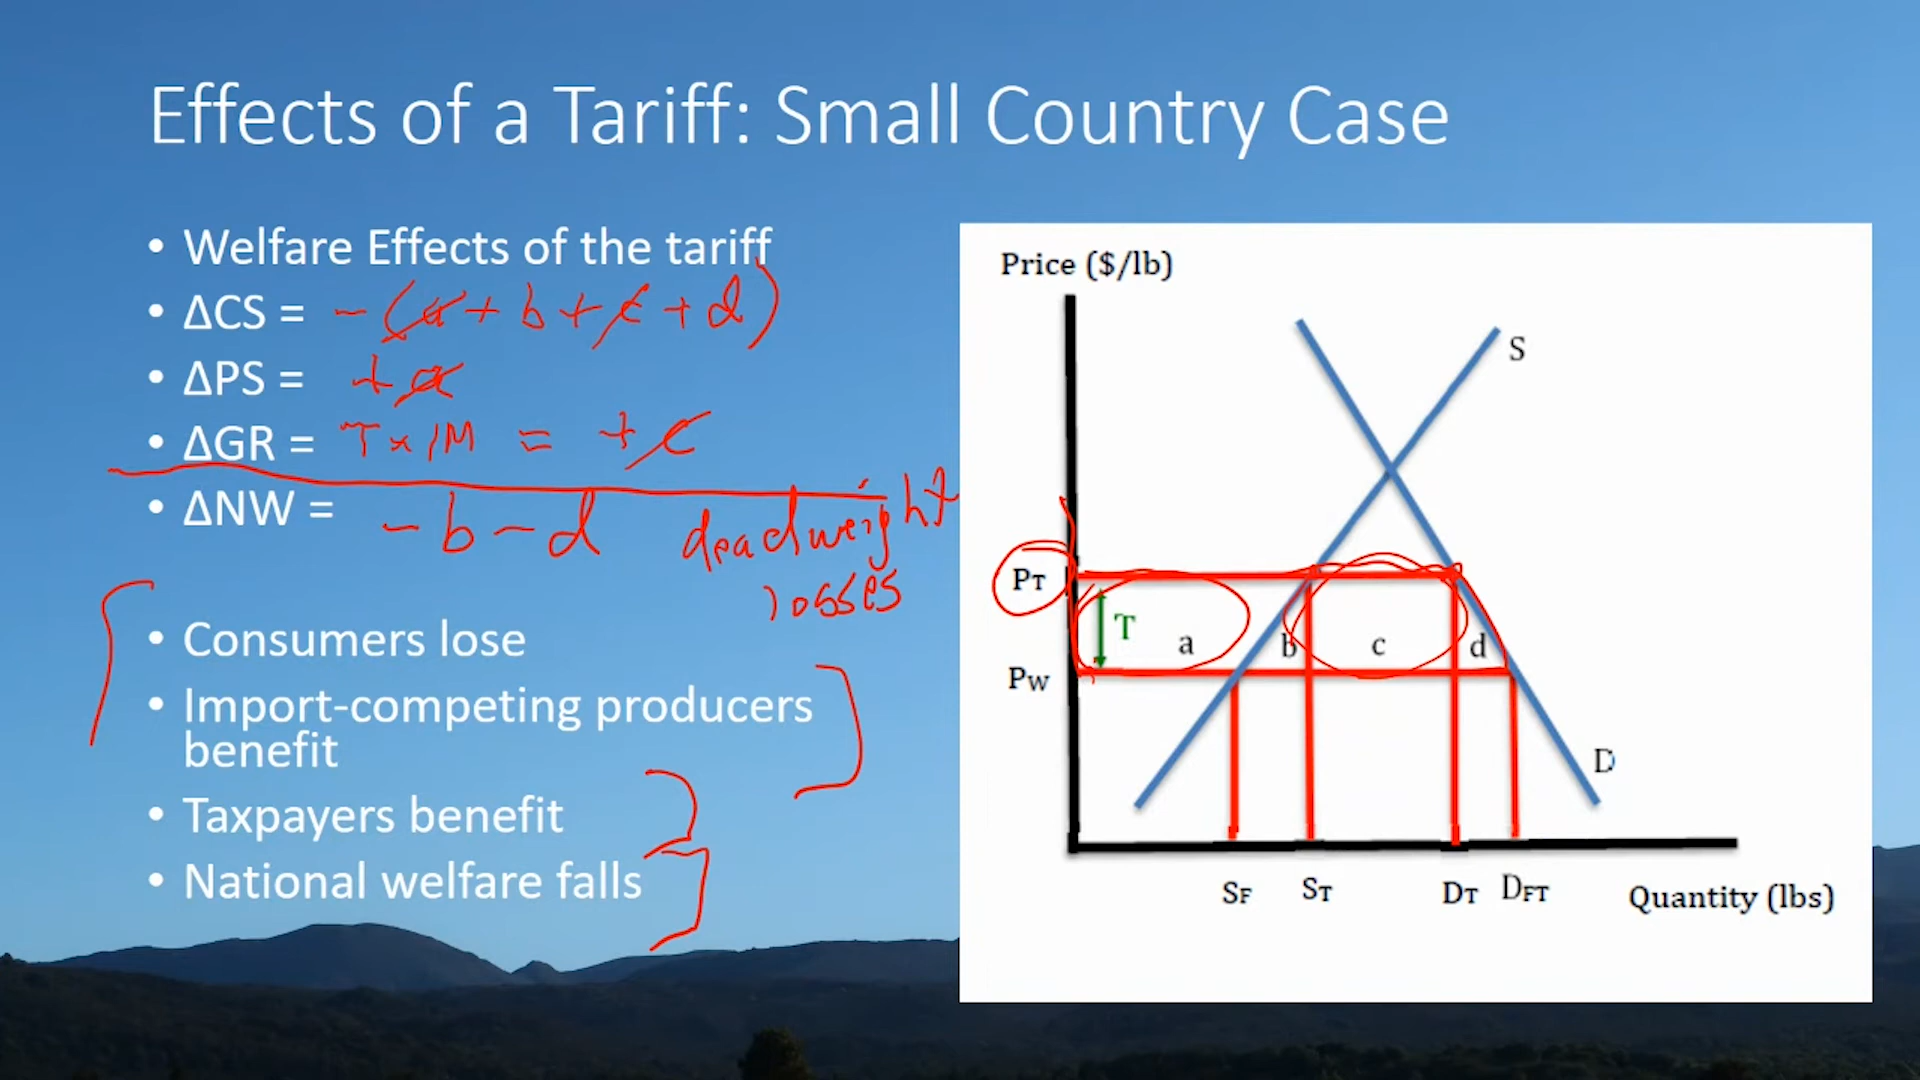 Effects of a Tariff: Small Country Case
• Welfare Effects of the tariff
• ΔCS = -(a + b + c + d)
• ΔPS = +a
• ΔGR = T x IM = +c
• ΔNW = -b-d deadweight
losses
• Consumers lose
• Import-competing producers
benefit
• Taxpayers benefit
• National welfare falls
Price ($/lb)
S
PT
T
a b c d
PW
D
SF ST DT DFT
Quantity (lbs)